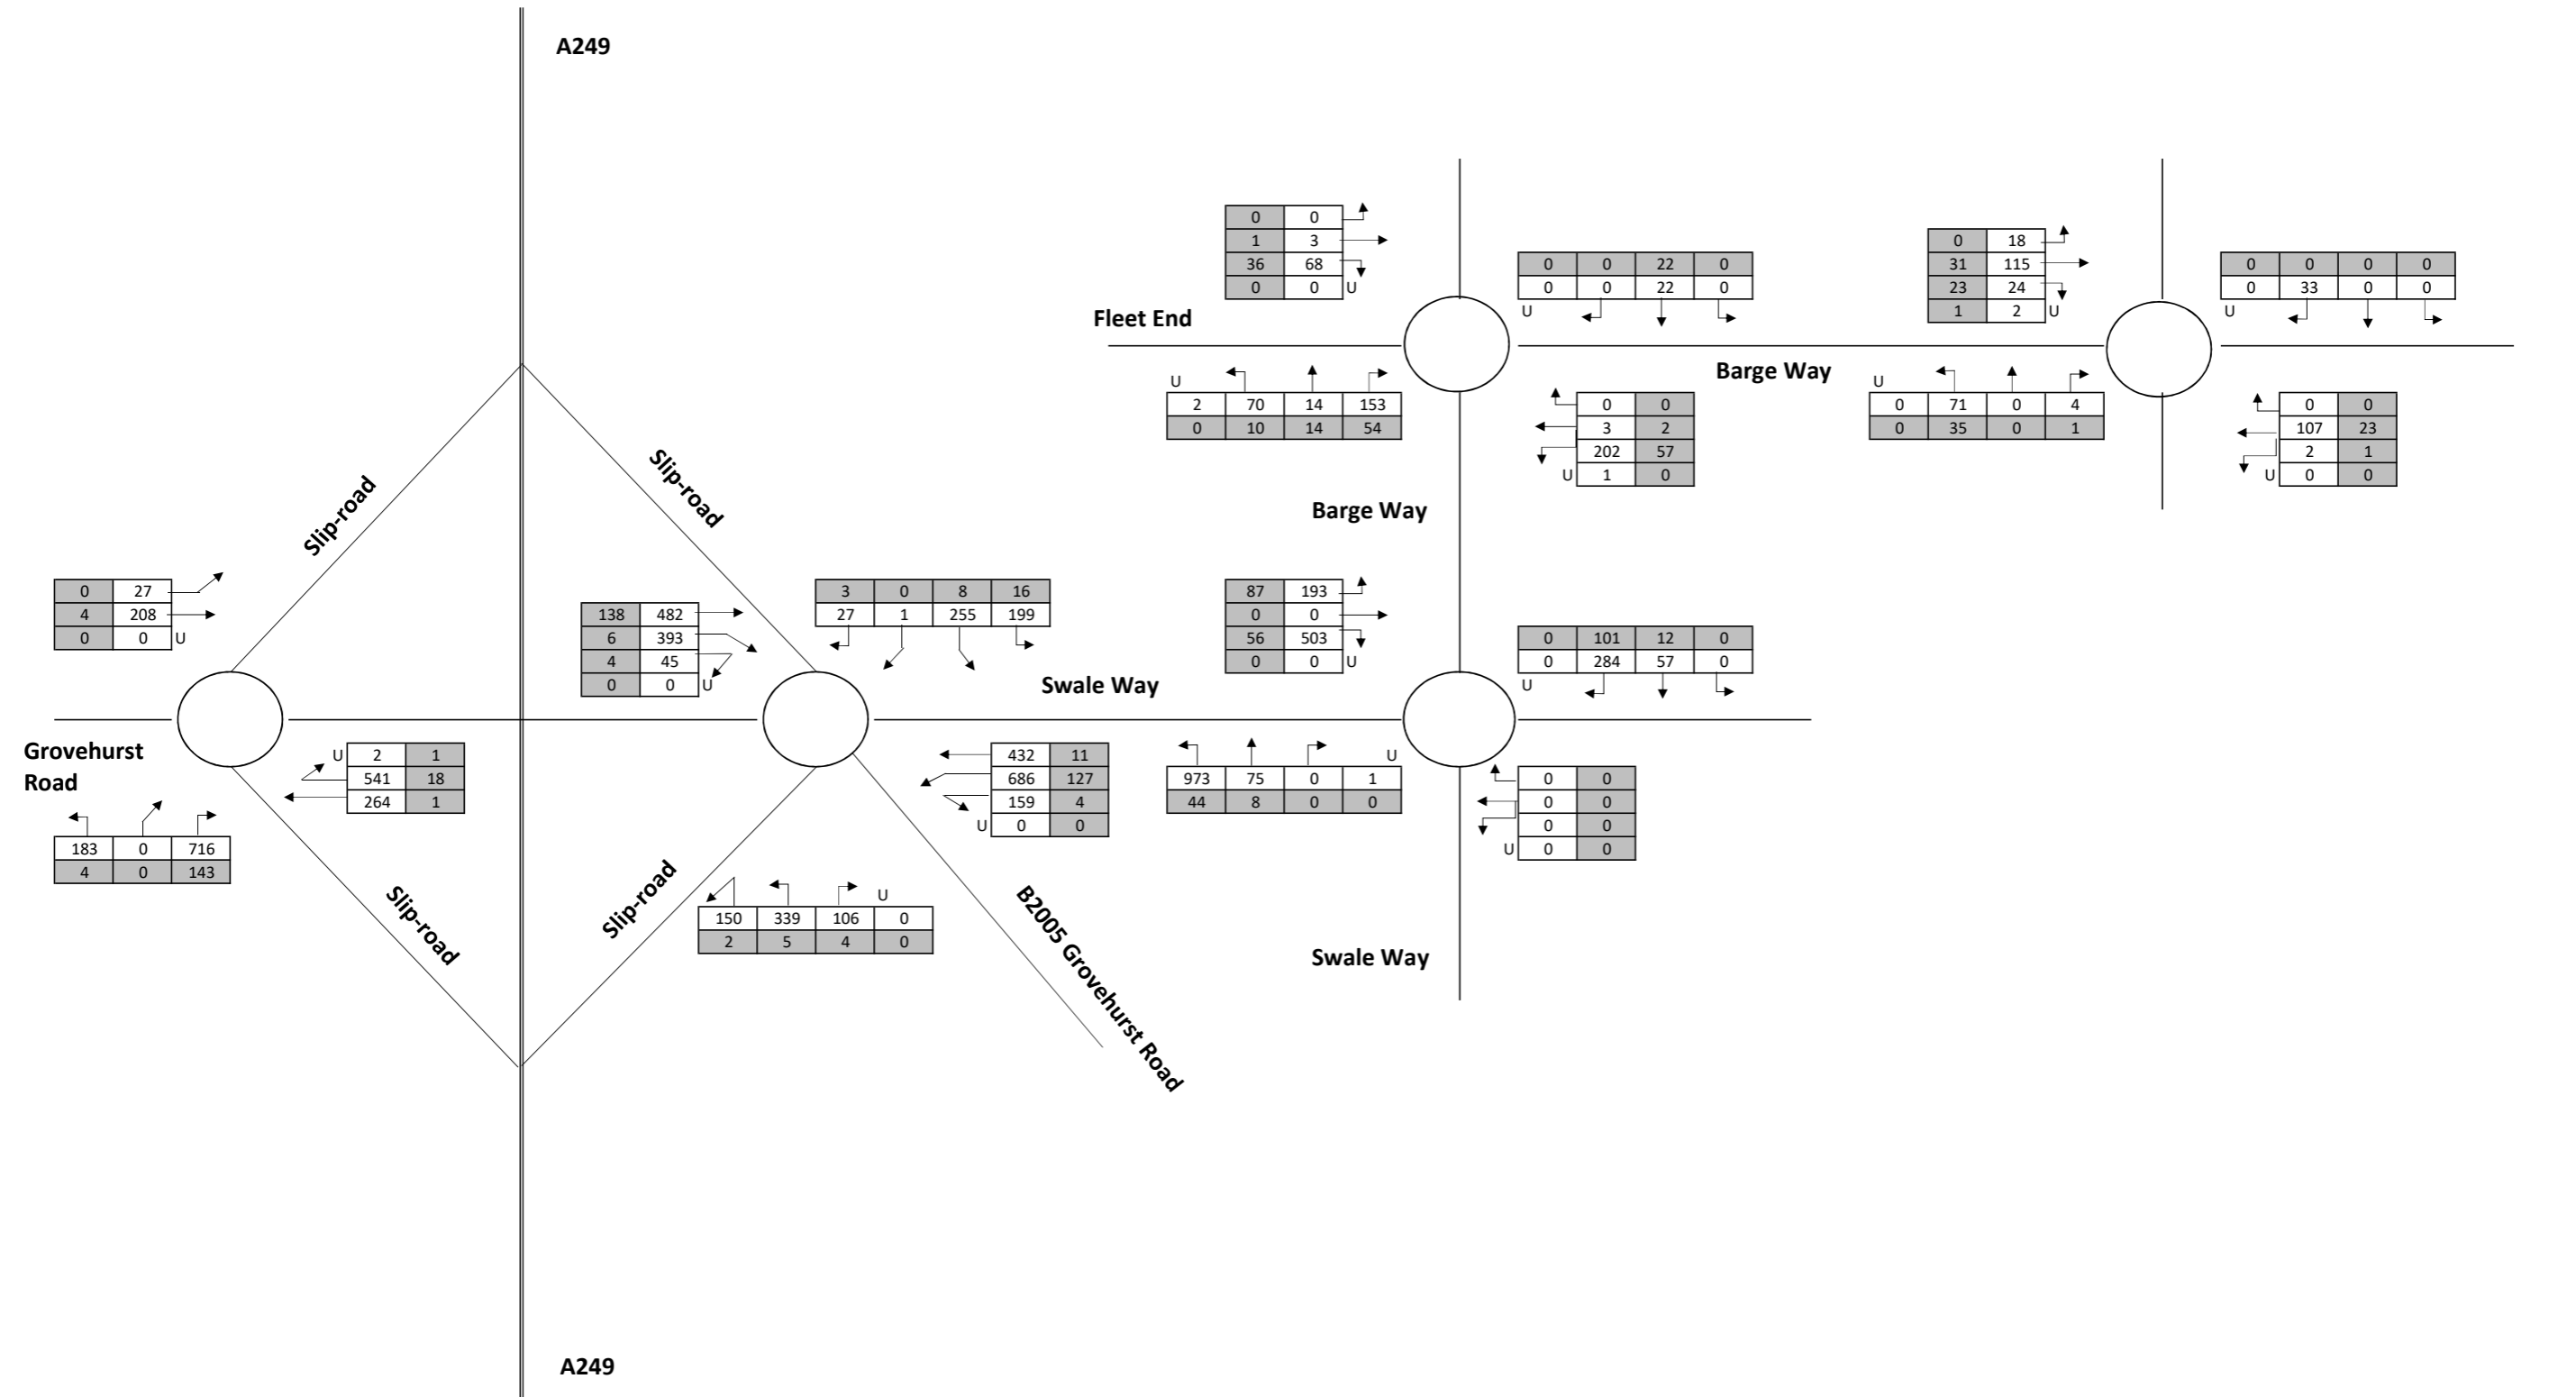 A249
0 0
1 3
36 68
0 0 U
0 0 22 0
0 0 22 0
U
0 18
31 115
23 24
1 2 U
0 0 0 0
0 33 0 0
U
Fleet End
Barge Way
U
2 70 14 153
0 10 14 54
0 0
3 2
202 57
U 1 0
U
0 71 0 4
0 35 0 1
0 0
107 23
2 1
U 0 0
Slip-road
Slip-road
Barge Way
0 27
4 208
0 0 U
138 482
6 393
4 45
0 0 U
3 0 8 16
27 1 255 199
87 193
0 0
56 503
0 0 U
0 101 12 0
0 284 57 0
U
Swale Way
Grovehurst
Road
U 2 1
541 18
264 1
183 0 716
4 0 143
432 11
686 127
159 4
U 0 0
U
973 75 0 1
44 8 0 0
0 0
0 0
0 0
U 0 0
Slip-road
Slip-road
U
150 339 106 0
2 5 4 0
B2005 Grovehurst Road
Swale Way
A249